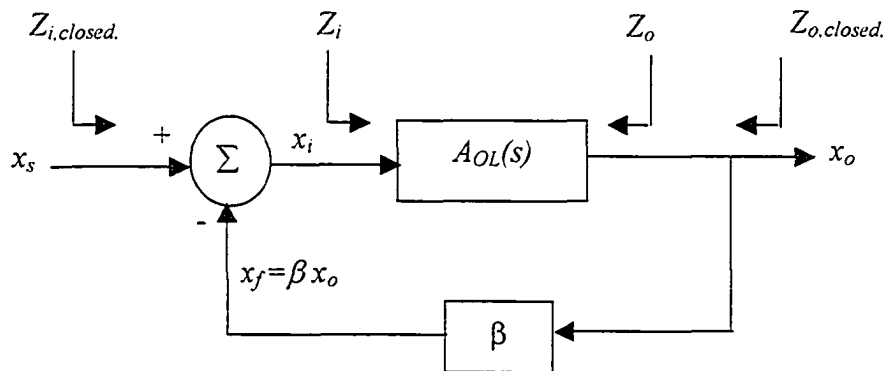 Z_{i,closed.}
Z_i
Z_o
Z_{o,closed.}
+
x_s
Σ
x_i
A_{OL}(s)
x_o
-
x_f=βx_o
β